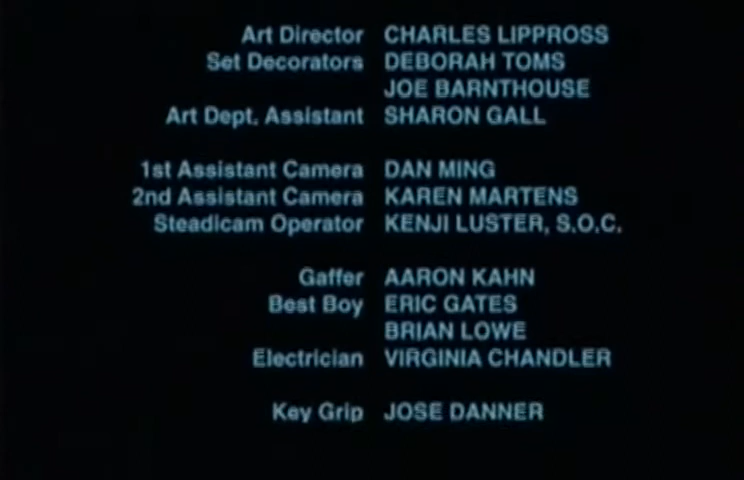 Art Director CHARLES LIPPROSS
Set Decorators DEBORAH TOMS
JOE BARNTHOUSE
Art Dept. Assistant SHARON GALL
1st Assistant Camera DAN MING
2nd Assistant Camera KAREN MARTENS
Steadicam Operator KENJI LUSTER, S.O.C.
Gaffer AARON KAHN
Best Boy ERIC GATES
BRIAN LOWE
Electrician VIRGINIA CHANDLER
Key Grip JOSE DANNER